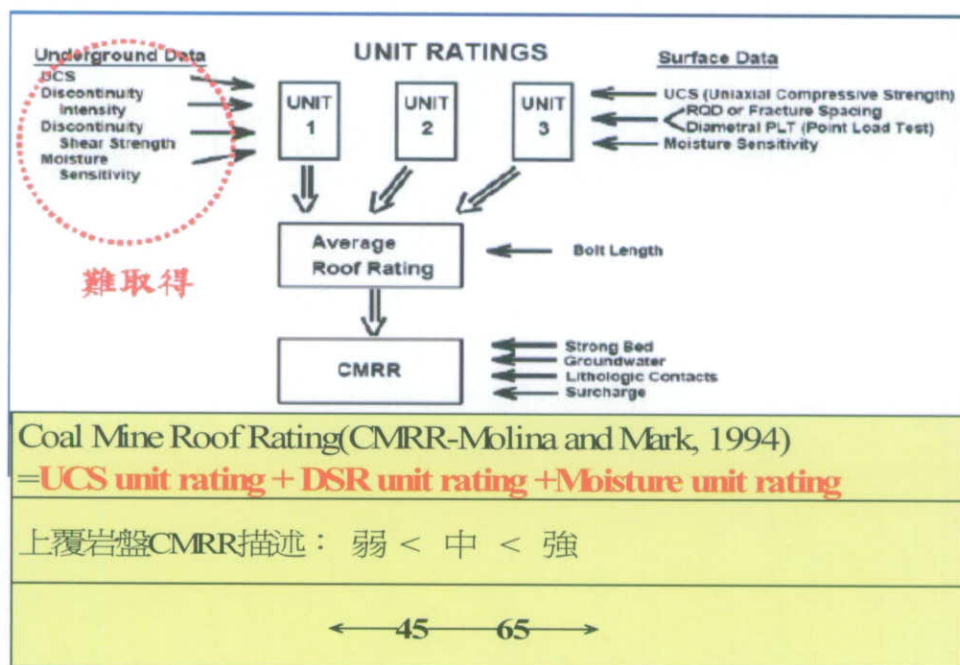 UNIT RATINGS
Underground Data
UCS
Discontinuity
Intensity
Discontinuity
Shear Strength
Moisture
Sensitivity
難取得
UNIT
1
UNIT
2
UNIT
3
Surface Data
UCS (Uniaxial Compressive Strength)
RQD or Fracture Spacing
Diametral PLT (Point Load Test)
Moisture Sensitivity
Average
Roof Rating
Bolt Length
CMRR
Strong Bed
Groundwater
Lithologic Contacts
Surcharge
Coal Mine Roof Rating(CMRR-Molina and Mark, 1994)
=UCS unit rating + DSR unit rating +Moisture unit rating
上覆岩盤CMRR描述： 弱 < 中 < 強
45 65